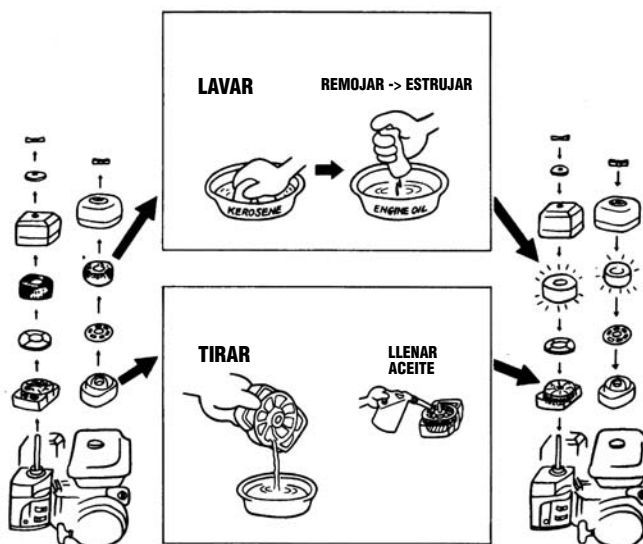 LAVAR
REMOJAR -> ESTRUJAR
KEROSENE
ENGINE OIL
TIRAR
LLENAR
ACEITE